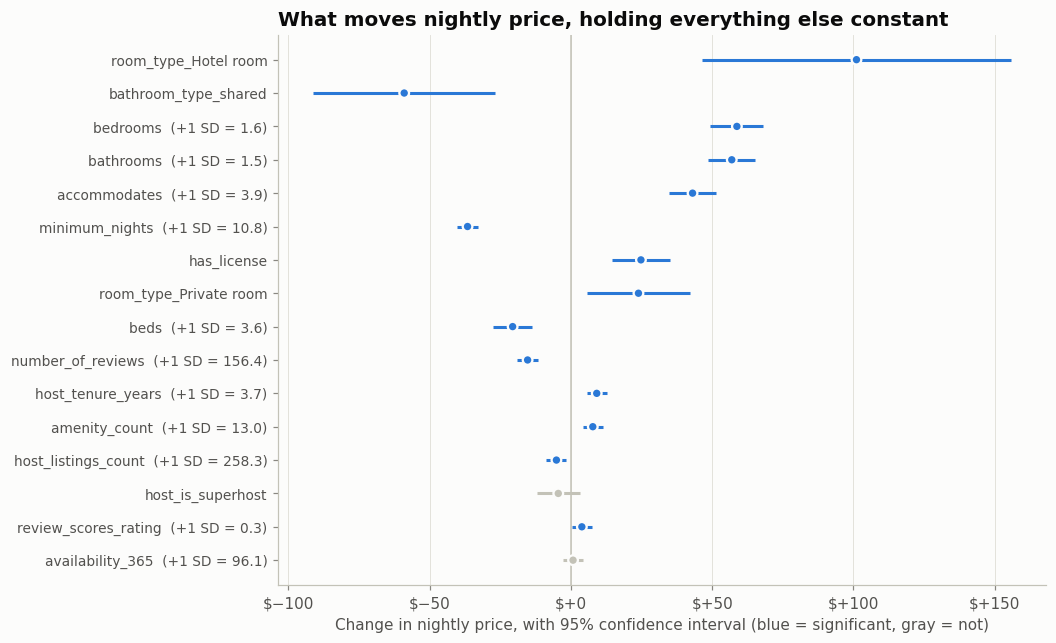 What moves nightly price, holding everything else constant
room_type_Hotel room
bathroom_type_shared
bedrooms  (+1 SD = 1.6)
bathrooms  (+1 SD = 1.5)
accommodates  (+1 SD = 3.9)
minimum_nights  (+1 SD = 10.8)
has_license
room_type_Private room
beds  (+1 SD = 3.6)
number_of_reviews  (+1 SD = 156.4)
host_tenure_years  (+1 SD = 3.7)
amenity_count  (+1 SD = 13.0)
host_listings_count  (+1 SD = 258.3)
host_is_superhost
review_scores_rating  (+1 SD = 0.3)
availability_365  (+1 SD = 96.1)
$−100 $−50 $+0 $+50 $+100 $+150
Change in nightly price, with 95% confidence interval (blue = significant, gray = not)